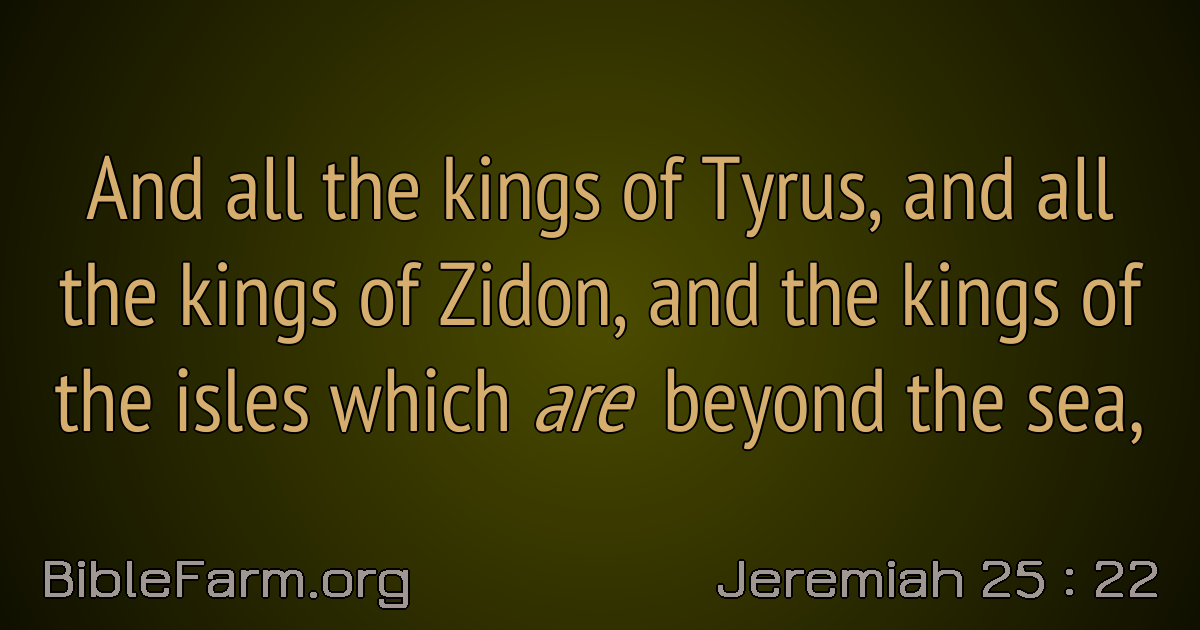 And all the kings of Tyrus, and all
the kings of Zidon, and the kings of
the isles which are beyond the sea,
BibleFarm.org
Jeremiah 25 : 22